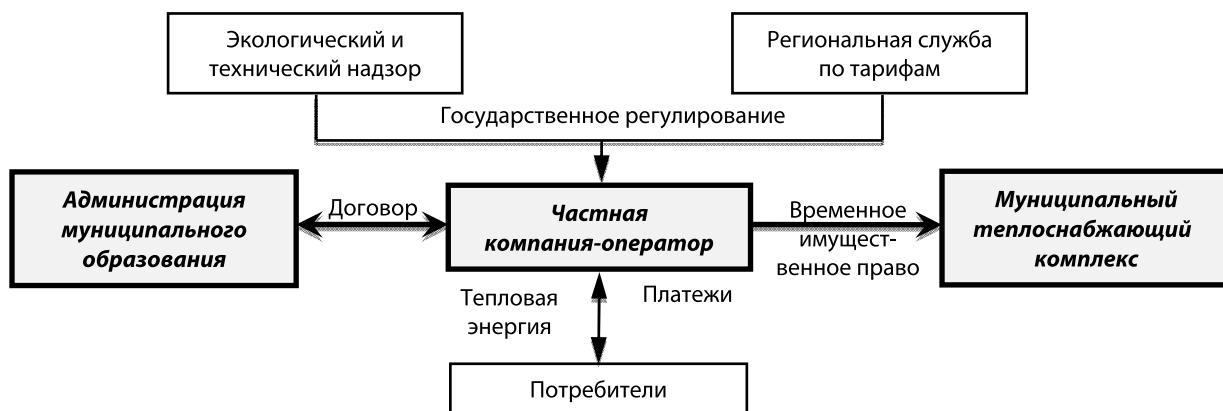 Экологический и
технический надзор
Региональная служба
по тарифам
Государственное регулирование
Администрация
муниципального
образования
Договор
Частная
компания-оператор
Временное
имущест-
венное право
Муниципальный
теплоснабжающий
комплекс
Тепловая
энергия
Платежи
Потребители